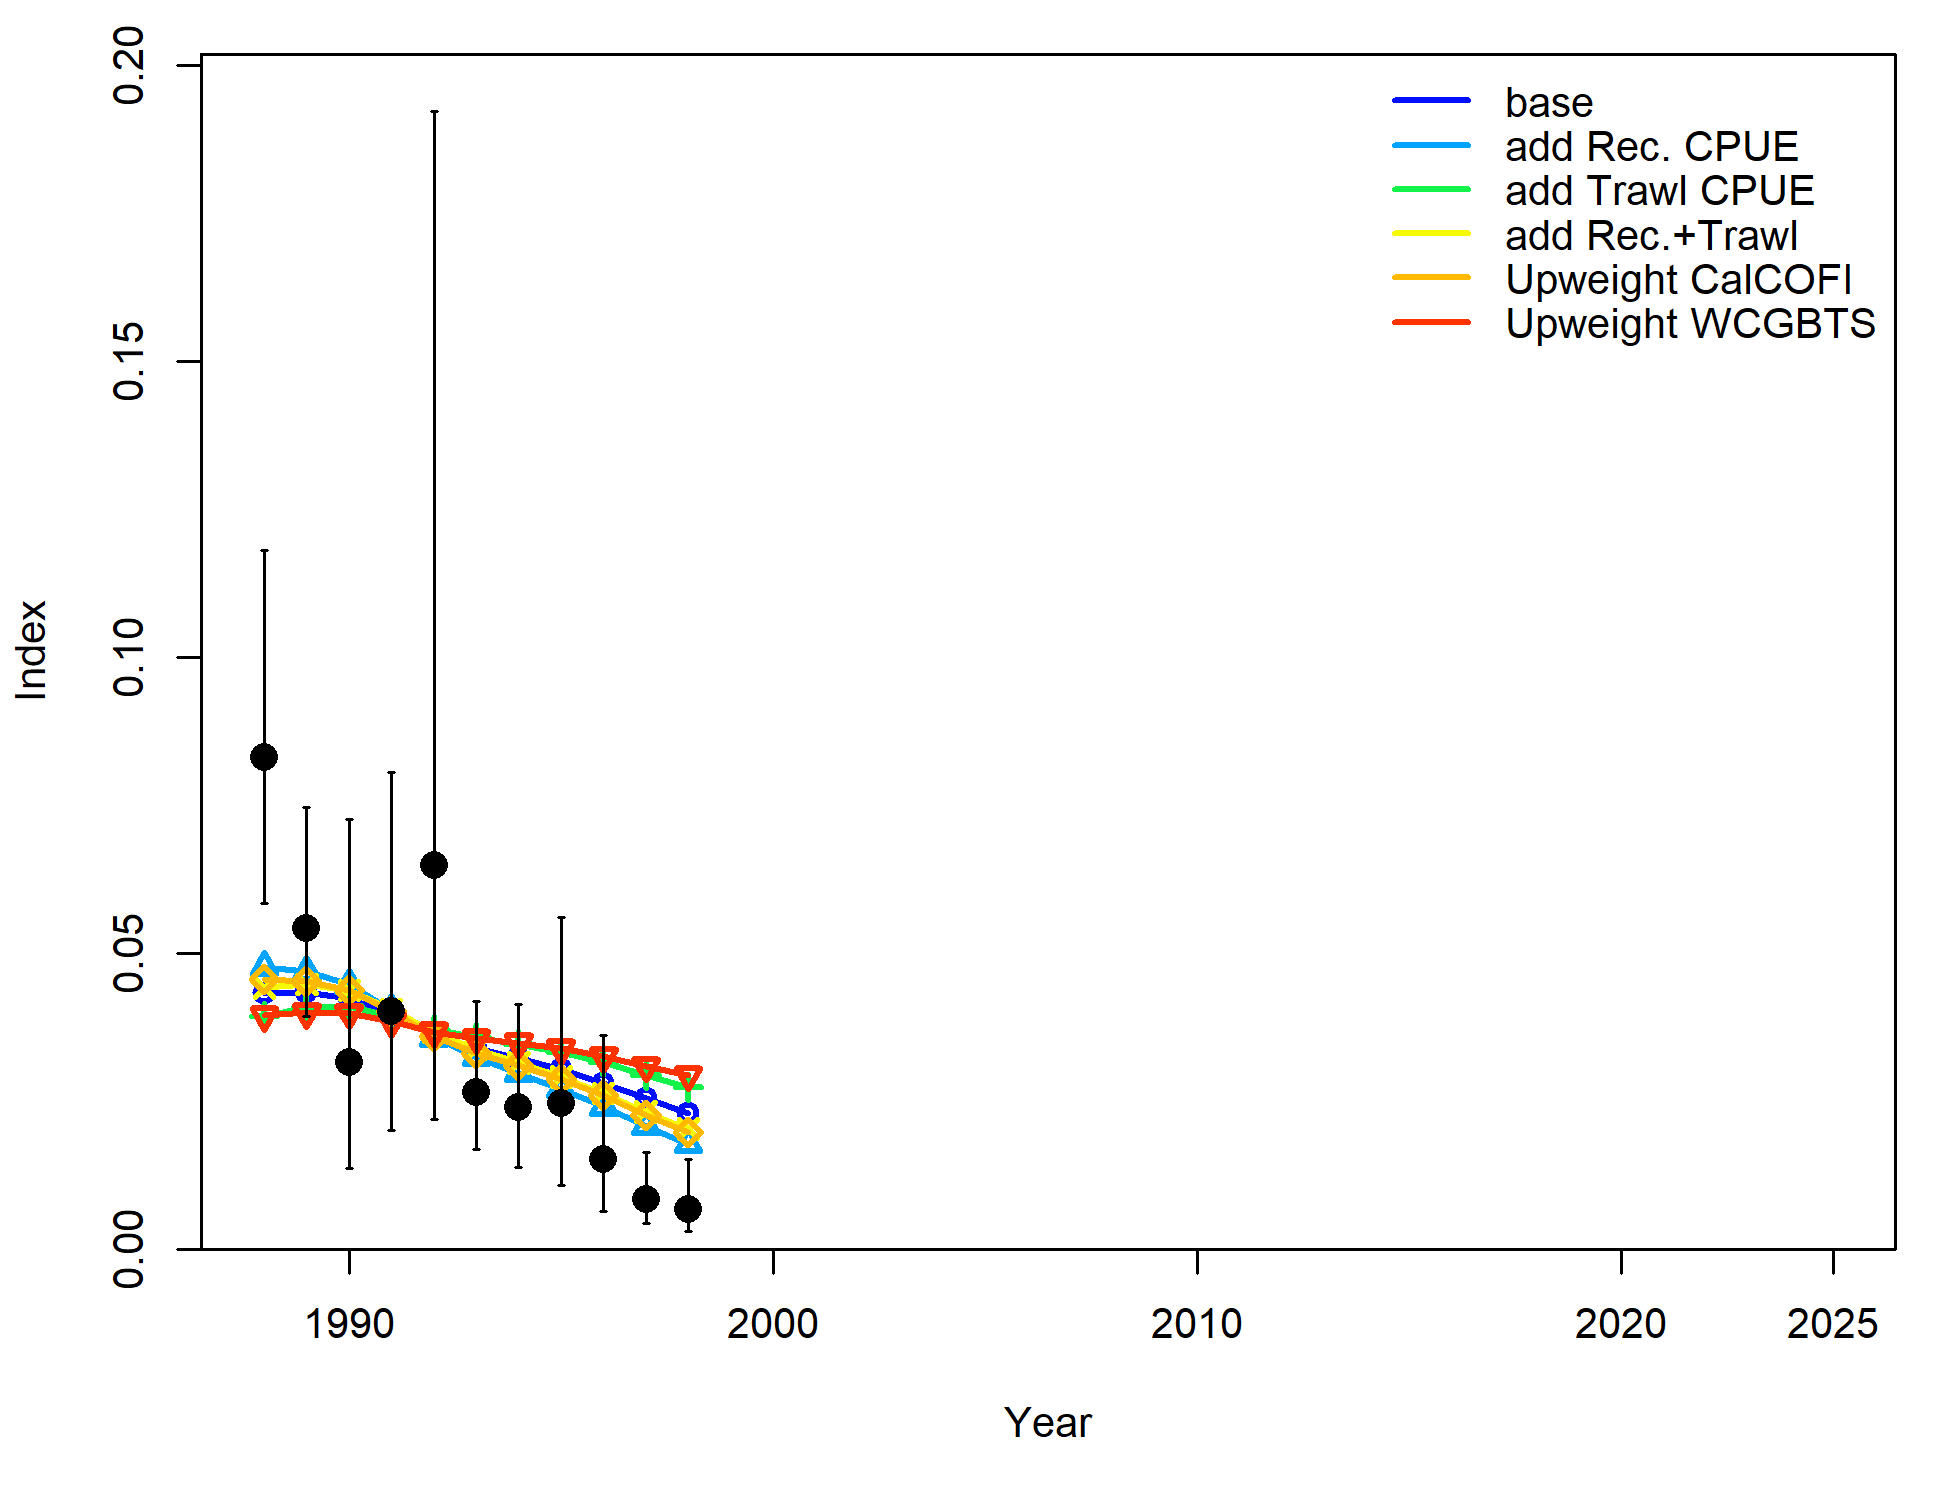 0.20
0.15
0.10
0.05
0.00
Index
base
add Rec. CPUE
add Trawl CPUE
add Rec.+Trawl
Upweight CalCOFI
Upweight WCGBTS
1990 2000 2010 2020 2025
Year